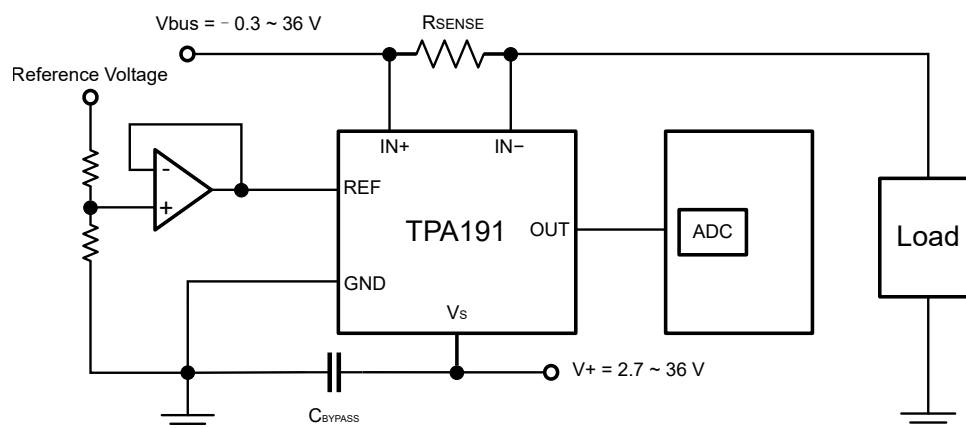 Vbus = - 0.3 ~ 36 V
RSENSE
Reference Voltage
IN+
IN−
-
+
REF
TPA191
OUT
ADC
Load
GND
Vs
V+ = 2.7 ~ 36 V
CBYPASS